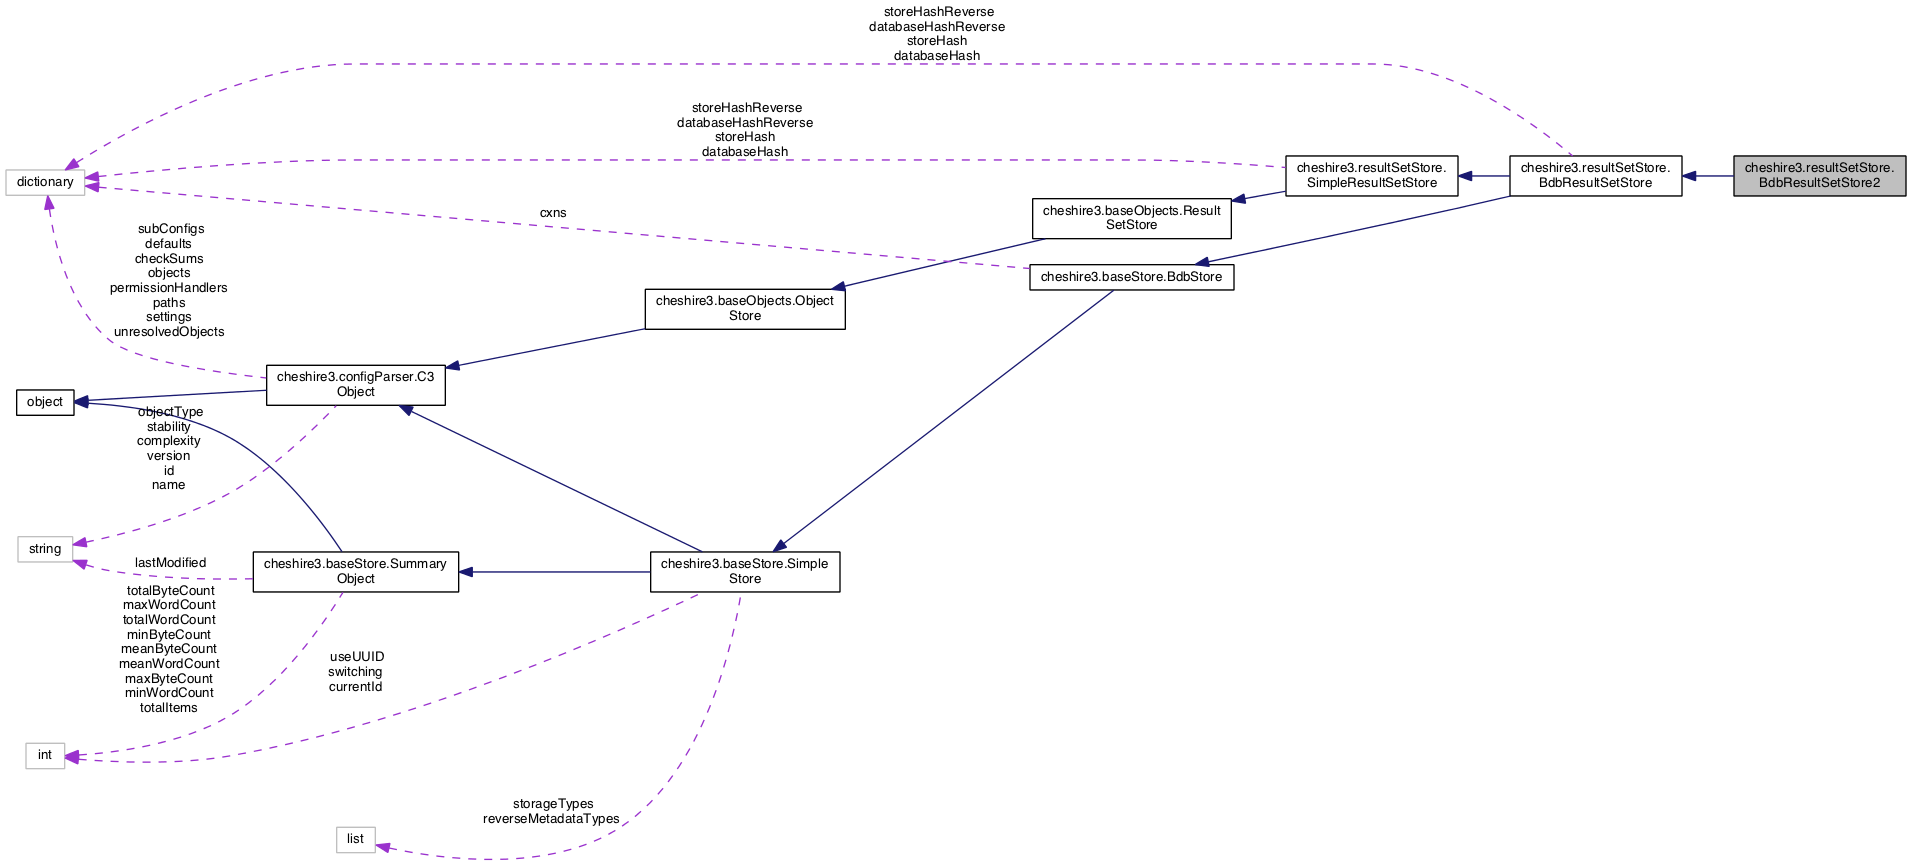 storeHashReverse
databaseHashReverse
storeHash
databaseHash
storeHashReverse
databaseHashReverse
storeHash
databaseHash
cheshire3.resultSetStore.
SimpleResultSetStore
cheshire3.resultSetStore.
BdbResultSetStore
cheshire3.resultSetStore.
BdbResultSetStore2
dictionary
cxns
cheshire3.baseObjects.Result
SetStore
subConfigs
defaults
checkSums
objects
permissionHandlers
paths
settings
unresolvedObjects
cheshire3.baseStore.BdbStore
cheshire3.baseObjects.Object
Store
cheshire3.configParser.C3
Object
object
objectType
stability
complexity
version
id
name
string
lastModified
cheshire3.baseStore.Summary
Object
cheshire3.baseStore.Simple
Store
totalByteCount
maxWordCount
totalWordCount
minByteCount
meanByteCount
meanWordCount
maxByteCount
minWordCount
totalItems
useUUID
switching
currentId
int
storageTypes
reverseMetadataTypes
list